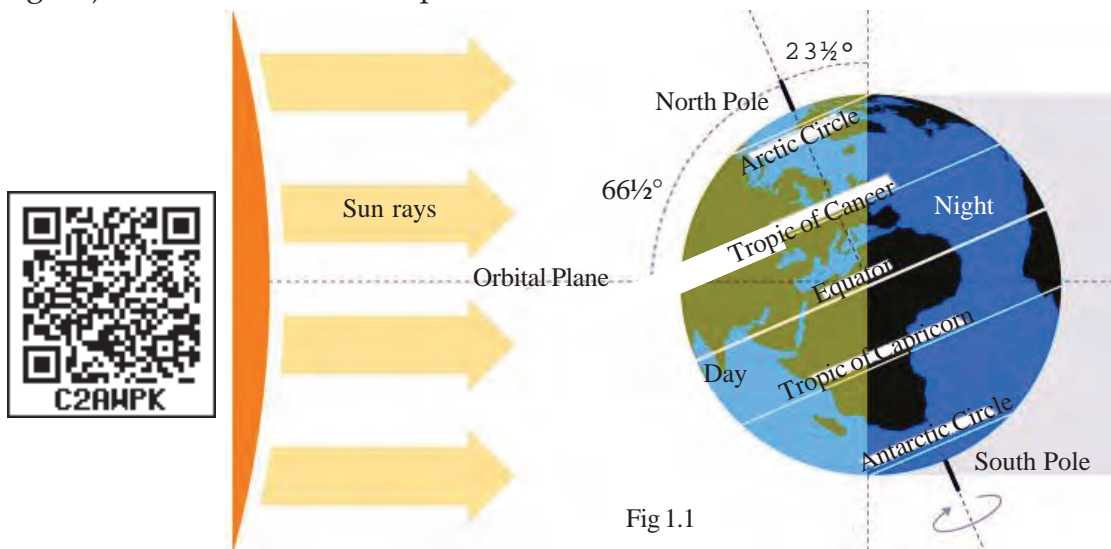 23½°
North Pole
Arctic Circle
66½°
Sun rays
Tropic of Cancer
Night
Orbital Plane
Equator
Day
Tropic of Capricorn
C2AWPK
Antarctic Circle
South Pole
Fig 1.1